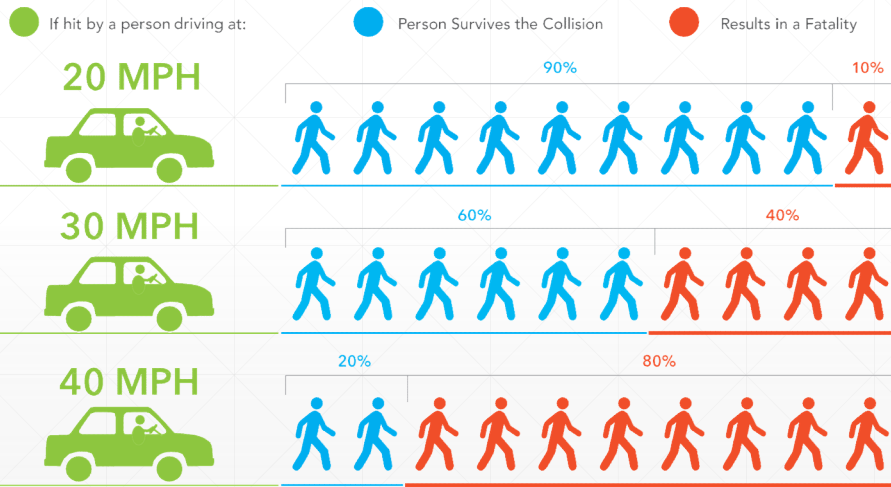 If hit by a person driving at:
Person Survives the Collision
Results in a Fatality
20 MPH
90%
10%
30 MPH
60%
40%
40 MPH
20%
80%